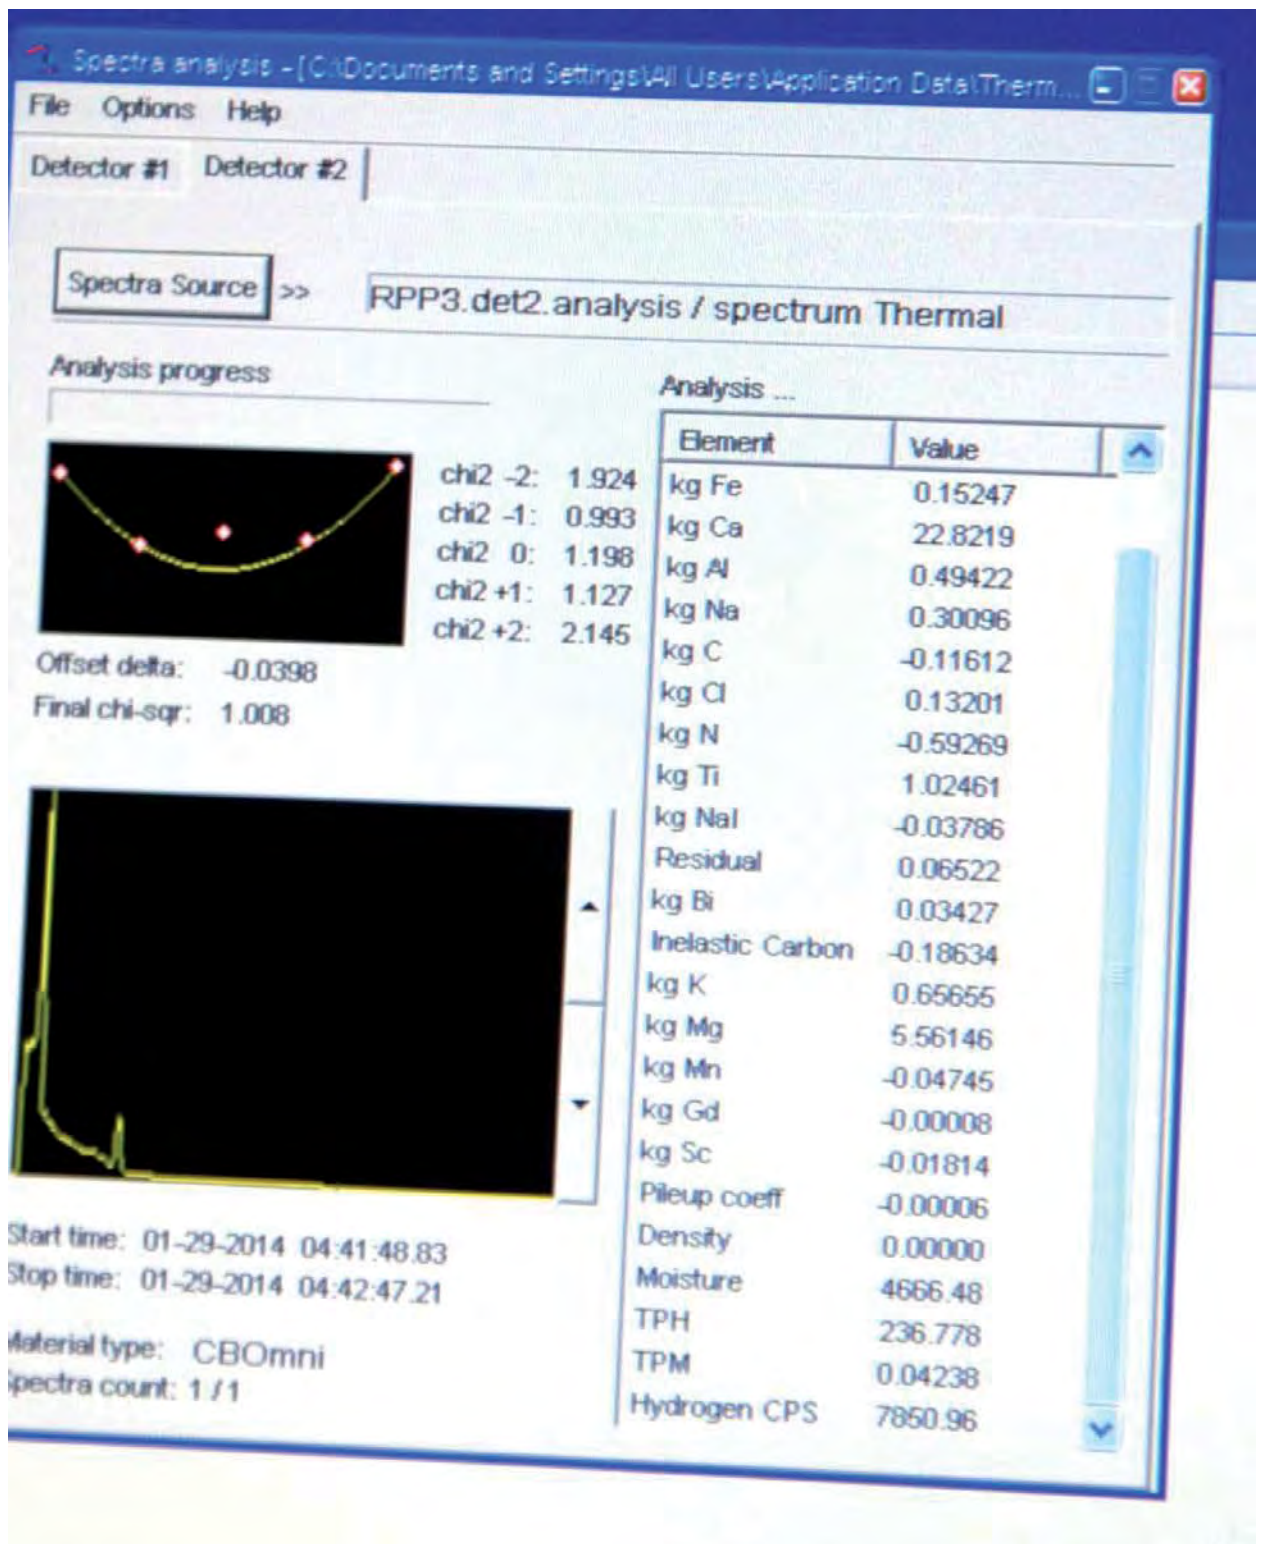 Spectra analysis - [C:\Documents and Settings\All Users\Application Data\Therm...
File Options Help
Detector #1 Detector #2
Spectra Source >> RPP3.det2.analysis / spectrum Thermal
Analysis progress
chi2 -2: 1.924
chi2 -1: 0.993
chi2 0: 1.198
chi2 +1: 1.127
chi2 +2: 2.145
Offset delta: -0.0398
Final chi-sqr: 1.008
Start time: 01-29-2014 04:41:48.83
Stop time: 01-29-2014 04:42:47.21
Material type: CBOmni
Spectra count: 1 / 1
Analysis ...
Element Value
kg Fe 0.15247
kg Ca 22.8219
kg Al 0.49422
kg Na 0.30096
kg C -0.11612
kg Cl 0.13201
kg N -0.59269
kg Ti 1.02461
kg NaI -0.03786
Residual 0.06522
kg Bi 0.03427
Inelastic Carbon -0.18634
kg K 0.65655
kg Mg 5.56146
kg Mn -0.04745
kg Gd -0.00008
kg Sc -0.01814
Pileup coeff -0.00006
Density 0.00000
Moisture 4666.48
TPH 236.778
TPM 0.04238
Hydrogen CPS 7850.96